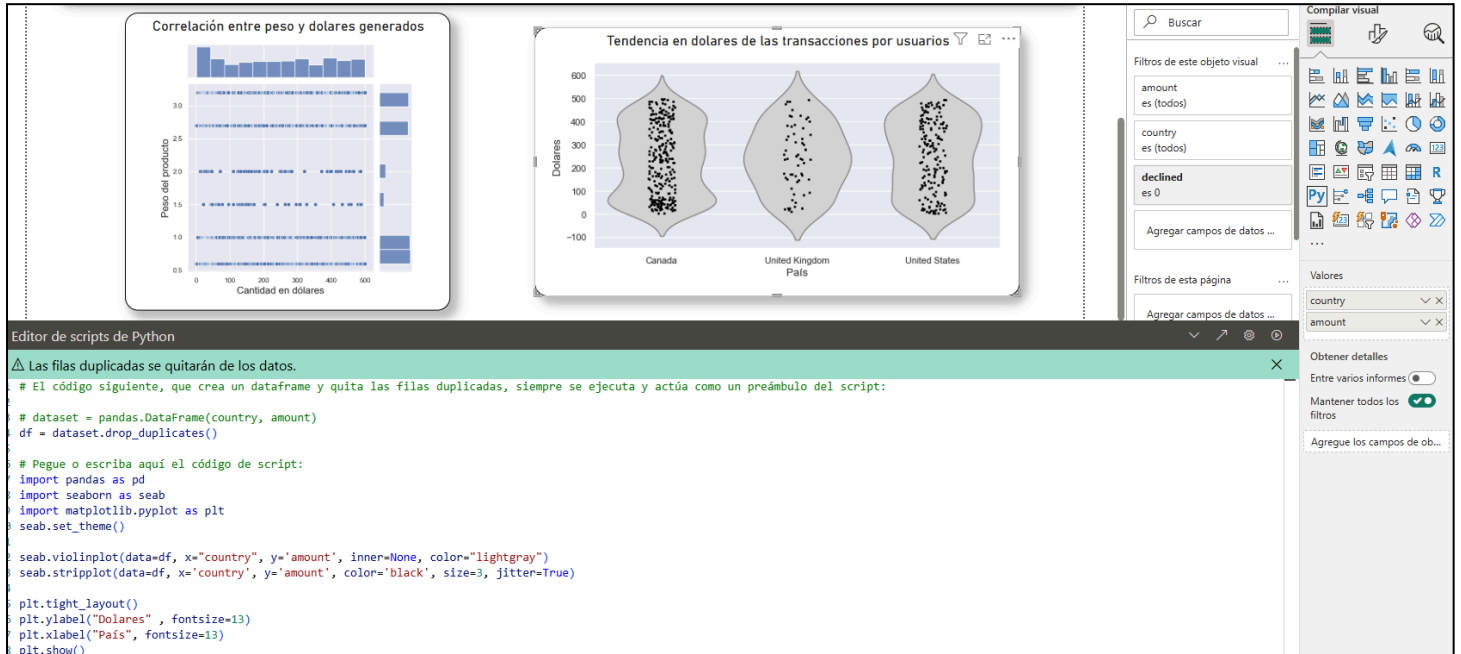 Correlación entre peso y dolares generados
3.0
2.5
2.0
1.5
1.0
0.5
Peso del producto
0 100 200 300 400 500
Cantidad en dólares
Tendencia en dolares de las transacciones por usuarios
600
500
400
300
200
100
0
−100
Dolares
Canada United Kingdom United States
País
Buscar
Filtros de este objeto visual ...
amount
es (todos)
country
es (todos)
declined
es 0
Agregar campos de datos ...
Filtros de esta página ...
Agregar campos de datos ...
Compilar visual
123
R
Py
123
...
Valores
country
amount
Obtener detalles
Entre varios informes
Mantener todos los
filtros
Agregue los campos de ob...
Editor de scripts de Python
Las filas duplicadas se quitarán de los datos.
# El código siguiente, que crea un dataframe y quita las filas duplicadas, siempre se ejecuta y actúa como un preámbulo del script:
# dataset = pandas.DataFrame(country, amount)
df = dataset.drop_duplicates()
# Pegue o escriba aquí el código de script:
import pandas as pd
import seaborn as seab
import matplotlib.pyplot as plt
seab.set_theme()
seab.violinplot(data=df, x="country", y='amount', inner=None, color="lightgray")
seab.stripplot(data=df, x='country', y='amount', color='black', size=3, jitter=True)
plt.tight_layout()
plt.ylabel("Dolares" , fontsize=13)
plt.xlabel("País", fontsize=13)
plt.show()